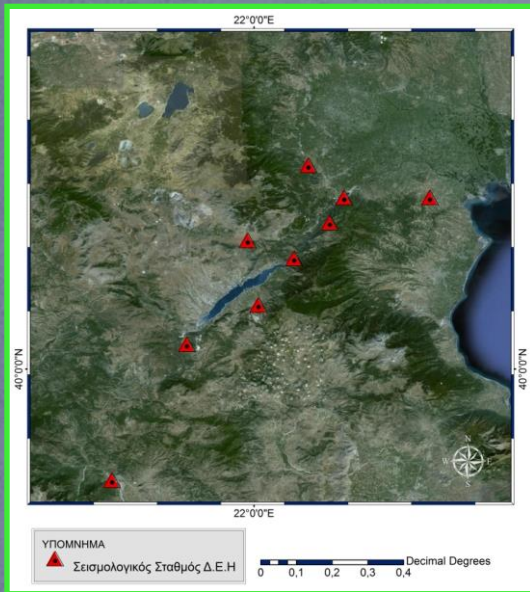 22°0'0"E
40°0'0"N
40°0'0"N
N
W E
S
22°0'0"E
ΥΠΟΜΝΗΜΑ
Σεισμολογικός Σταθμός Δ.Ε.Η
Decimal Degrees
0 0,1 0,2 0,3 0,4